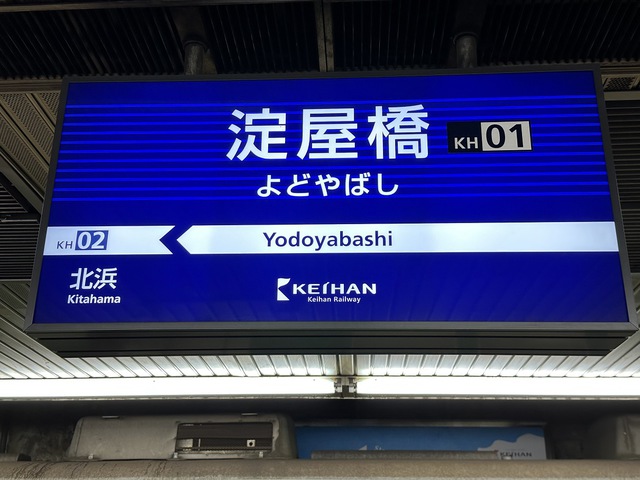 淀屋橋 KH 01
よどやばし
KH 02 Yodoyabashi
北浜
Kitahama
KEIHAN
Keihan Railway
KEIHAN